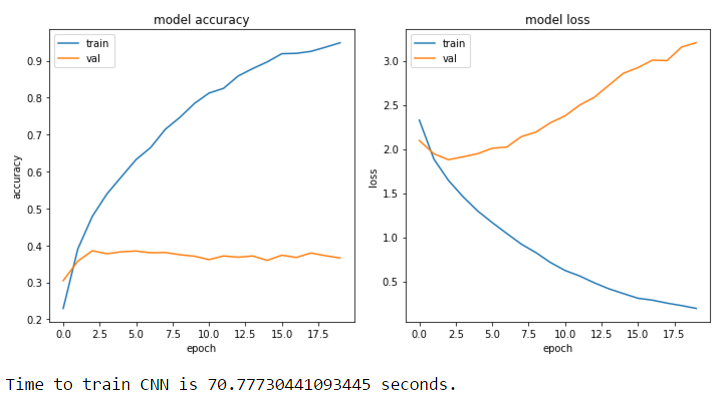 model accuracy
train
val
0.9
0.8
0.7
0.6
0.5
0.4
0.3
0.2
accuracy
0.0 2.5 5.0 7.5 10.0 12.5 15.0 17.5
epoch
model loss
train
val
3.0
2.5
2.0
1.5
1.0
0.5
loss
0.0 2.5 5.0 7.5 10.0 12.5 15.0 17.5
epoch
Time to train CNN is 70.77730441093445 seconds.